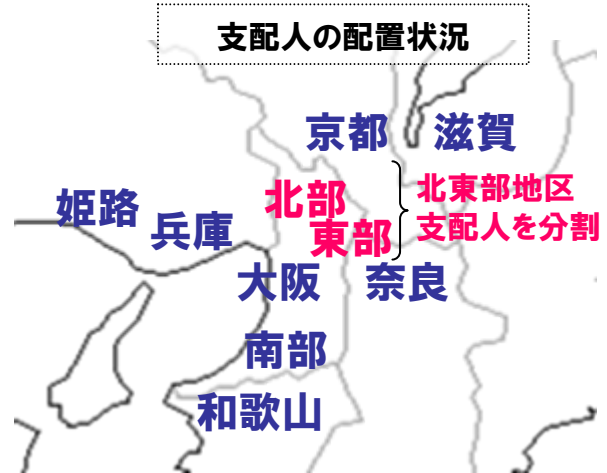 支配人の配置状況
京都
滋賀
北部
北東部地区
支配人を分割
姫路
兵庫
東部
大阪
奈良
南部
和歌山